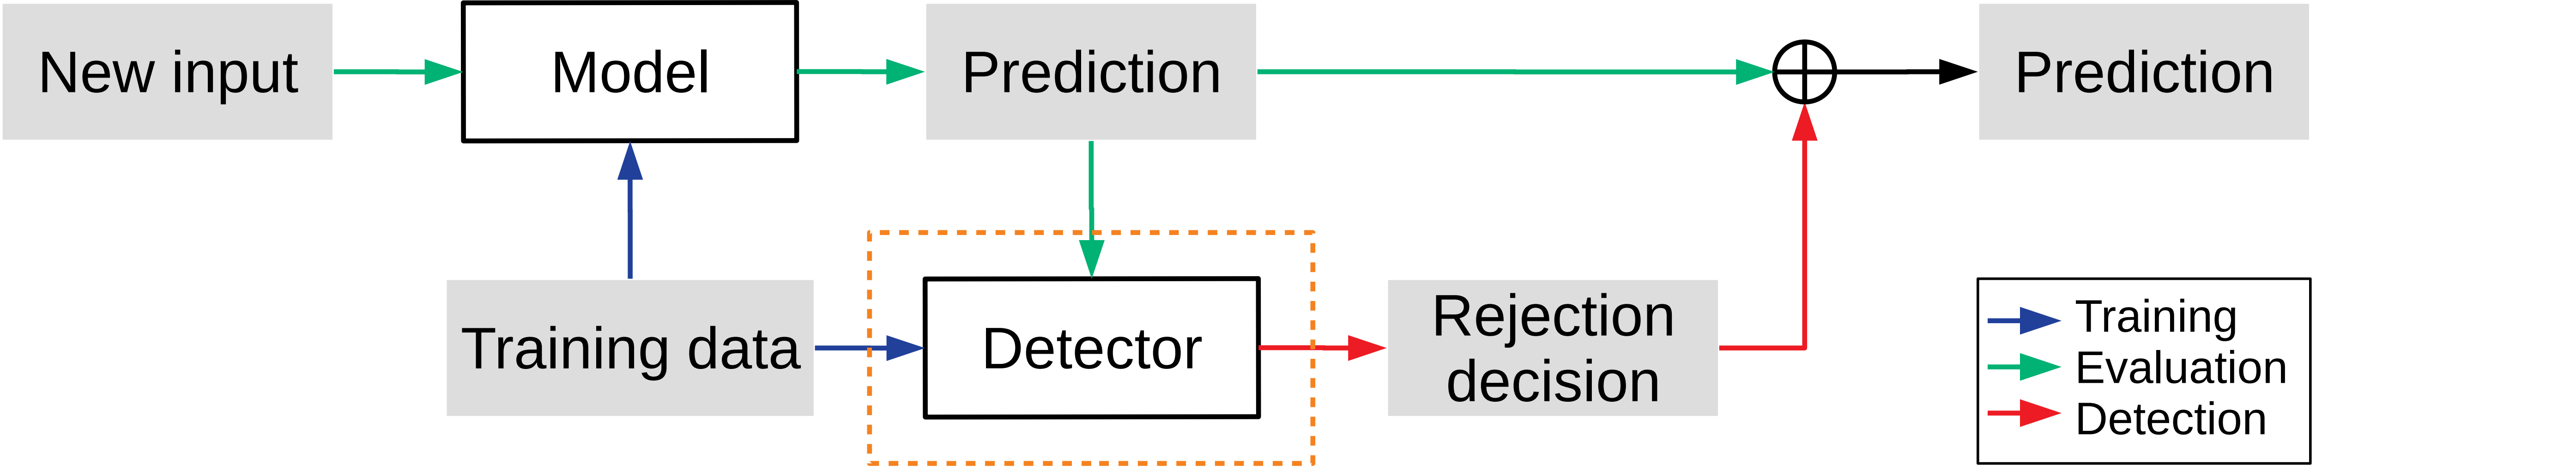 New input
Model
Prediction
Prediction
Training data
Detector
Rejection
decision
Training
Evaluation
Detection